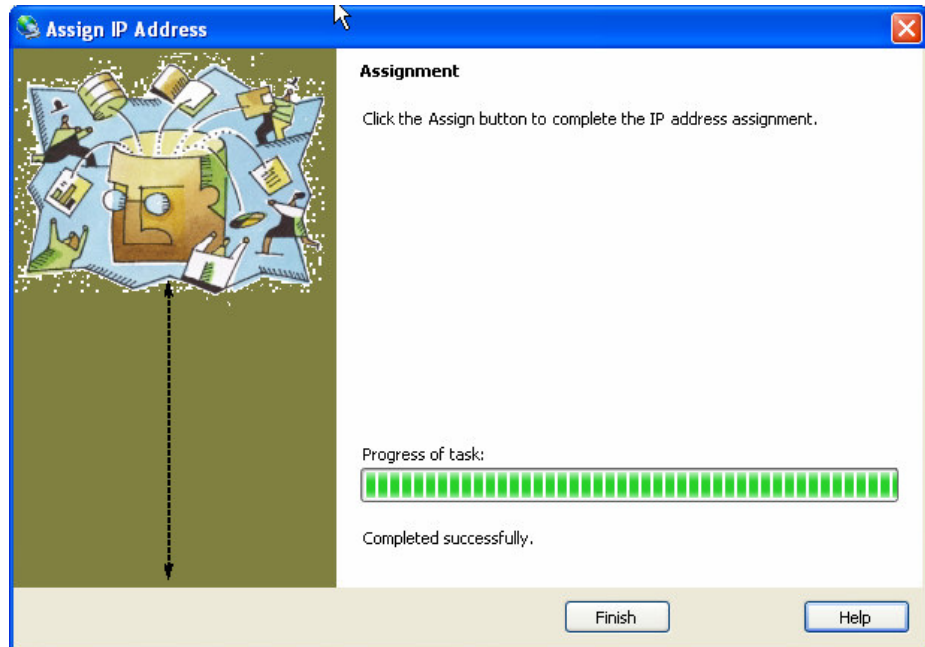 Assign IP Address
Assignment
Click the Assign button to complete the IP address assignment.
Progress of task:
Completed successfully.
Finish
Help